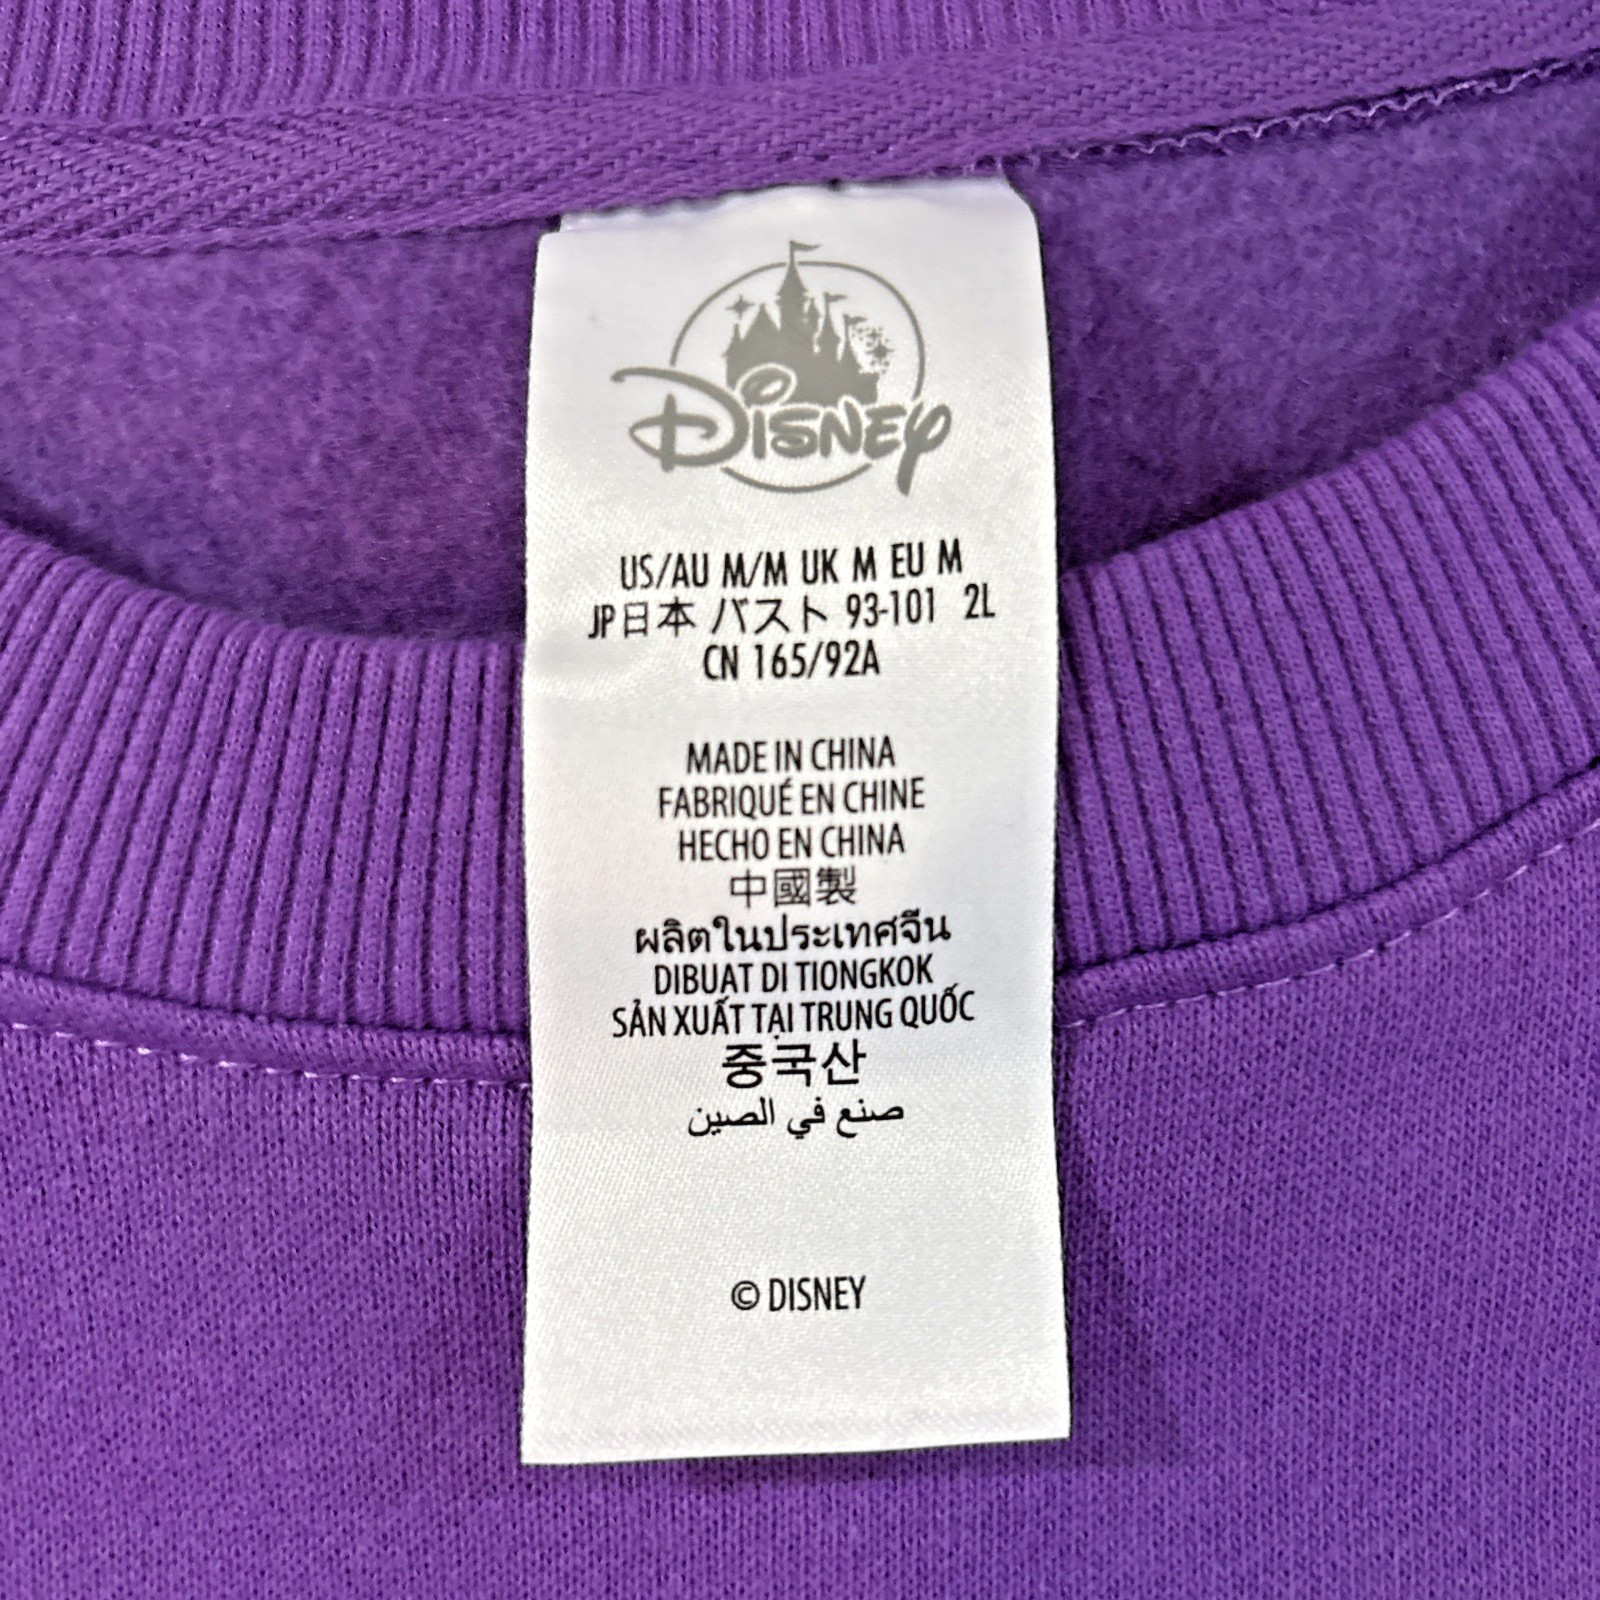 DISNEY
US/AU M/M UK M EU M
JP日本 バスト 93-101 2L
CN 165/92A
MADE IN CHINA
FABRIQUÉ EN CHINE
HECHO EN CHINA
中國製
ผลิตในประเทศจีน
DIBUAT DI TIONGKOK
SẢN XUẤT TẠI TRUNG QUỐC
중국산
صنع في الصين
© DISNEY